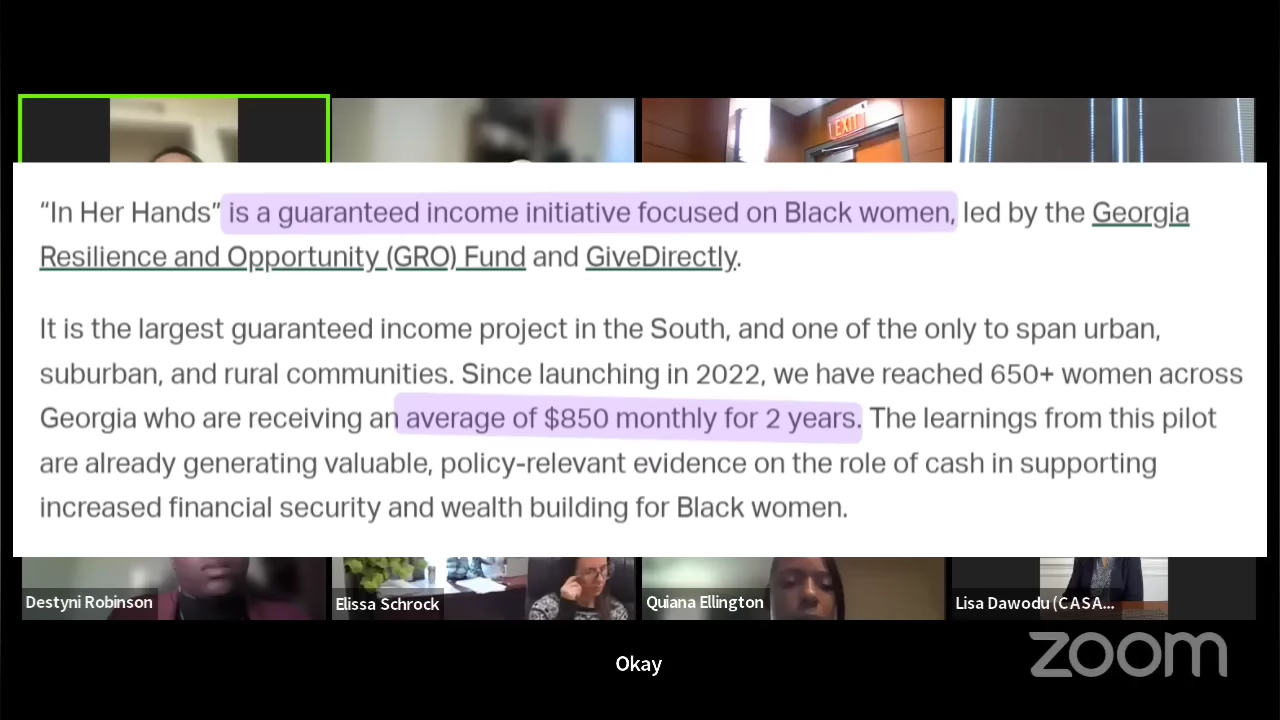 EXIT
“In Her Hands” is a guaranteed income initiative focused on Black women, led by the Georgia
Resilience and Opportunity (GRO) Fund and GiveDirectly.
It is the largest guaranteed income project in the South, and one of the only to span urban,
suburban, and rural communities. Since launching in 2022, we have reached 650+ women across
Georgia who are receiving an average of $850 monthly for 2 years. The learnings from this pilot
are already generating valuable, policy-relevant evidence on the role of cash in supporting
increased financial security and wealth building for Black women.
Destyni Robinson
Elissa Schrock
Quiana Ellington
Lisa Dawodu (CASA...
Okay
zoom